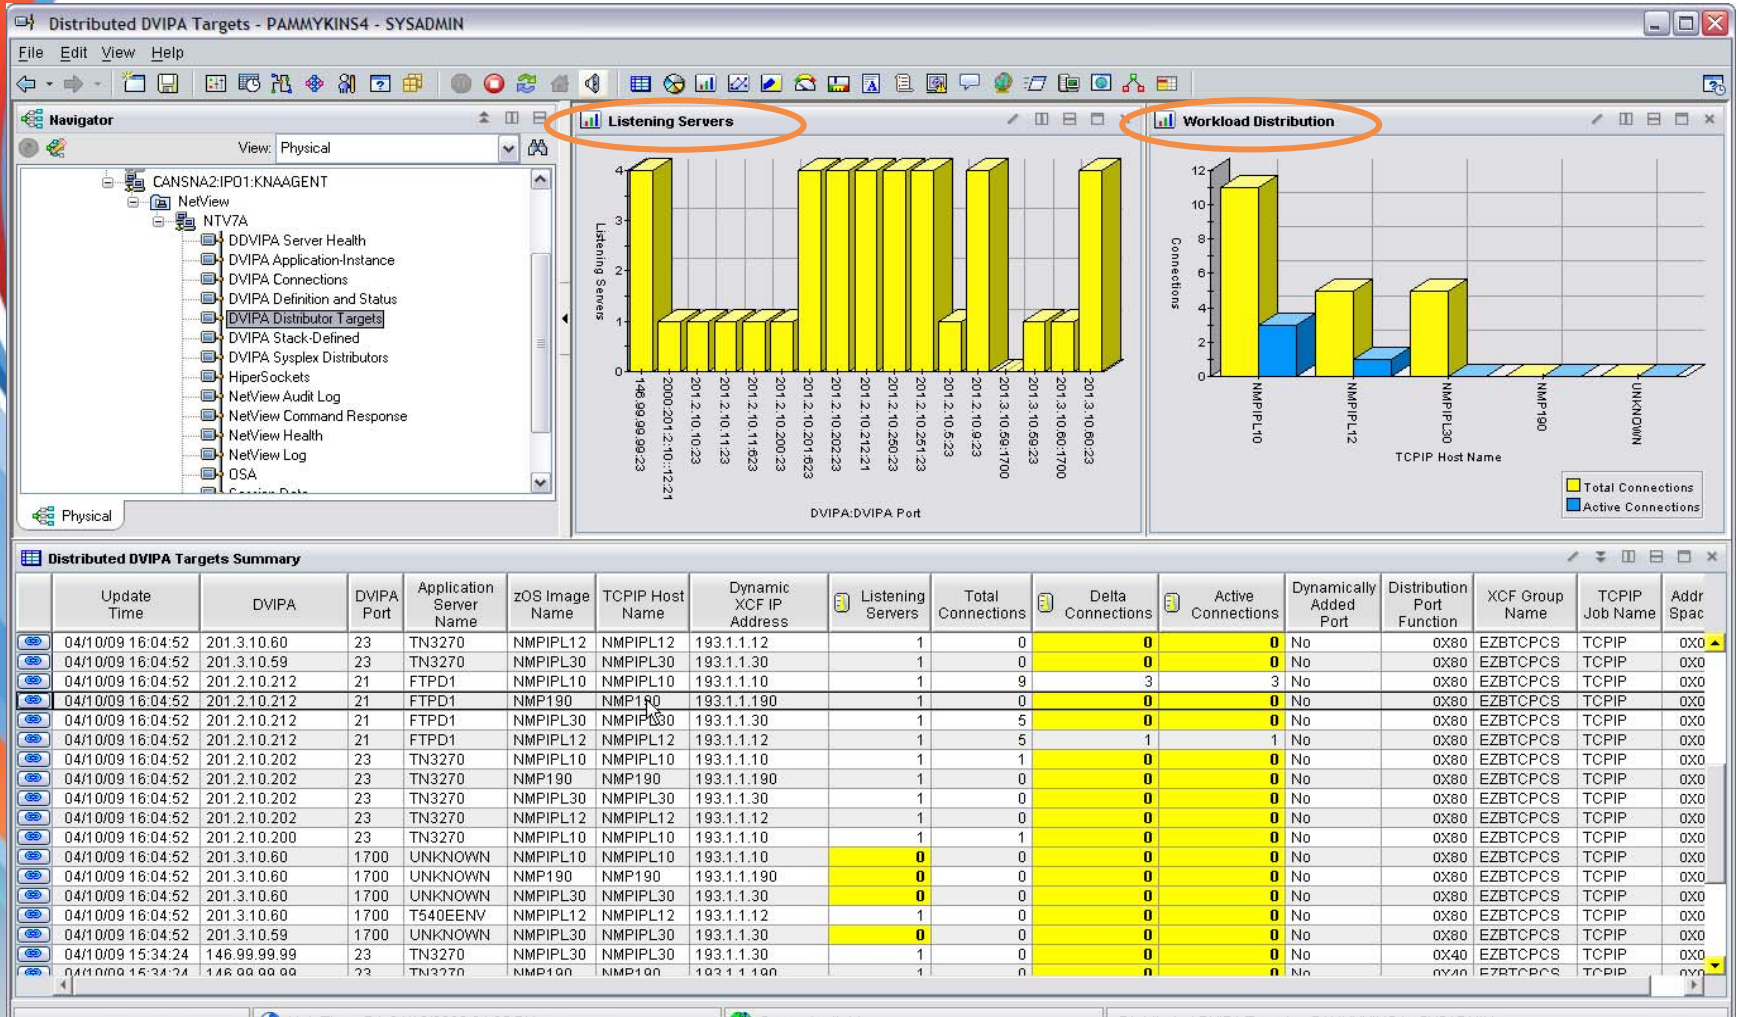 Distributed DVIPA Targets - PAMMYKINS4 - SYSADMIN
File Edit View Help
Navigator
View: Physical
CANSNA2:IPO1:KNAAGENT
NetView
NTV7A
DDVIPA Server Health
DVIPA Application-Instance
DVIPA Connections
DVIPA Definition and Status
DVIPA Distributor Targets
DVIPA Stack-Defined
DVIPA Sysplex Distributors
HiperSockets
NetView Audit Log
NetView Command Response
NetView Health
NetView Log
OSA
Physical
Listening Servers
Listening Servers
4
3
2
1
0
146.99.99.99:23
2000:201:2:10::12:21
201.2.10.10:23
201.2.10.11:23
201.2.10.11:623
201.2.10.200:23
201.2.10.201:623
201.2.10.202:23
201.2.10.212:21
201.2.10.250:23
201.2.10.251:23
201.2.10.5:23
201.2.10.9:23
201.3.10.59:1700
201.3.10.59:23
201.3.10.60:1700
201.3.10.60:23
DVIPA:DVIPA Port
Workload Distribution
Connections
12
10
8
6
4
2
0
NMPIPL10
NMPIPL12
NMPIPL30
NMP190
UNKNOWN
TCPIP Host Name
Total Connections
Active Connections
Distributed DVIPA Targets Summary
Update Time | DVIPA | DVIPA Port | Application Server Name | zOS Image Name | TCPIP Host Name | Dynamic XCF IP Address | Listening Servers | Total Connections | Delta Connections | Active Connections | Dynamically Added Port | Distribution Port Function | XCF Group Name | TCPIP Job Name | Addr Spac
04/10/09 16:04:52 201.3.10.60 23 TN3270 NMPIPL12 NMPIPL12 193.1.1.12 1 0 0 0 No 0X80 EZBTCPCS TCPIP 0X0
04/10/09 16:04:52 201.3.10.59 23 TN3270 NMPIPL30 NMPIPL30 193.1.1.30 1 0 0 0 No 0X80 EZBTCPCS TCPIP 0X0
04/10/09 16:04:52 201.2.10.212 21 FTPD1 NMPIPL10 NMPIPL10 193.1.1.10 1 9 3 3 No 0X80 EZBTCPCS TCPIP 0X0
04/10/09 16:04:52 201.2.10.212 21 FTPD1 NMP190 NMP190 193.1.1.190 1 0 0 0 No 0X80 EZBTCPCS TCPIP 0X0
04/10/09 16:04:52 201.2.10.212 21 FTPD1 NMPIPL30 NMPIPL30 193.1.1.30 1 5 0 0 No 0X80 EZBTCPCS TCPIP 0X0
04/10/09 16:04:52 201.2.10.212 21 FTPD1 NMPIPL12 NMPIPL12 193.1.1.12 1 5 1 1 No 0X80 EZBTCPCS TCPIP 0X0
04/10/09 16:04:52 201.2.10.202 23 TN3270 NMPIPL10 NMPIPL10 193.1.1.10 1 1 0 0 No 0X80 EZBTCPCS TCPIP 0X0
04/10/09 16:04:52 201.2.10.202 23 TN3270 NMP190 NMP190 193.1.1.190 1 0 0 0 No 0X80 EZBTCPCS TCPIP 0X0
04/10/09 16:04:52 201.2.10.202 23 TN3270 NMPIPL30 NMPIPL30 193.1.1.30 1 0 0 0 No 0X80 EZBTCPCS TCPIP 0X0
04/10/09 16:04:52 201.2.10.202 23 TN3270 NMPIPL12 NMPIPL12 193.1.1.12 1 0 0 0 No 0X80 EZBTCPCS TCPIP 0X0
04/10/09 16:04:52 201.2.10.200 23 TN3270 NMPIPL10 NMPIPL10 193.1.1.10 1 1 0 0 No 0X80 EZBTCPCS TCPIP 0X0
04/10/09 16:04:52 201.3.10.60 1700 UNKNOWN NMPIPL10 NMPIPL10 193.1.1.10 0 0 0 0 No 0X80 EZBTCPCS TCPIP 0X0
04/10/09 16:04:52 201.3.10.60 1700 UNKNOWN NMP190 NMP190 193.1.1.190 0 0 0 0 No 0X80 EZBTCPCS TCPIP 0X0
04/10/09 16:04:52 201.3.10.60 1700 UNKNOWN NMPIPL30 NMPIPL30 193.1.1.30 0 0 0 0 No 0X80 EZBTCPCS TCPIP 0X0
04/10/09 16:04:52 201.3.10.60 1700 T540EENV NMPIPL12 NMPIPL12 193.1.1.12 1 0 0 0 No 0X80 EZBTCPCS TCPIP 0X0
04/10/09 16:04:52 201.3.10.59 1700 UNKNOWN NMPIPL30 NMPIPL30 193.1.1.30 0 0 0 0 No 0X80 EZBTCPCS TCPIP 0X0
04/10/09 15:34:24 146.99.99.99 23 TN3270 NMPIPL30 NMPIPL30 193.1.1.30 1 0 0 0 No 0X40 EZBTCPCS TCPIP 0X0
04/10/09 15:34:24 146.99.99.99 23 TN3270 NMP190 NMP190 193.1.1.190 1 0 0 0 No 0X40 EZBTCPCS TCPIP 0X0